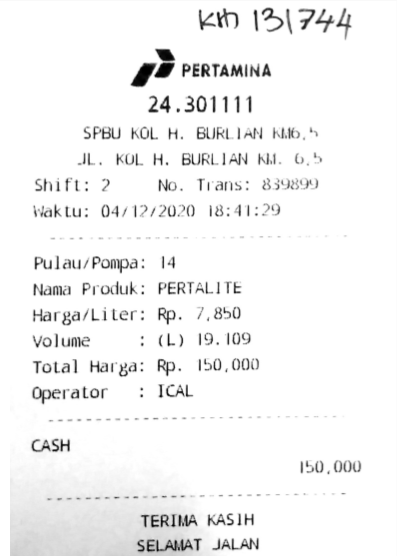 km 131744
PERTAMINA
24.301111
SPBU KOL H. BURLIAN KM6,5
JL. KOL H. BURLIAN KM. 6,5
Shift: 2 No. Trans: 839899
Waktu: 04/12/2020 18:41:29
Pulau/Pompa: 14
Nama Produk: PERTALITE
Harga/Liter: Rp. 7,850
Volume : (L) 19.109
Total Harga: Rp. 150,000
Operator : ICAL
CASH
150,000
TERIMA KASIH
SELAMAT JALAN